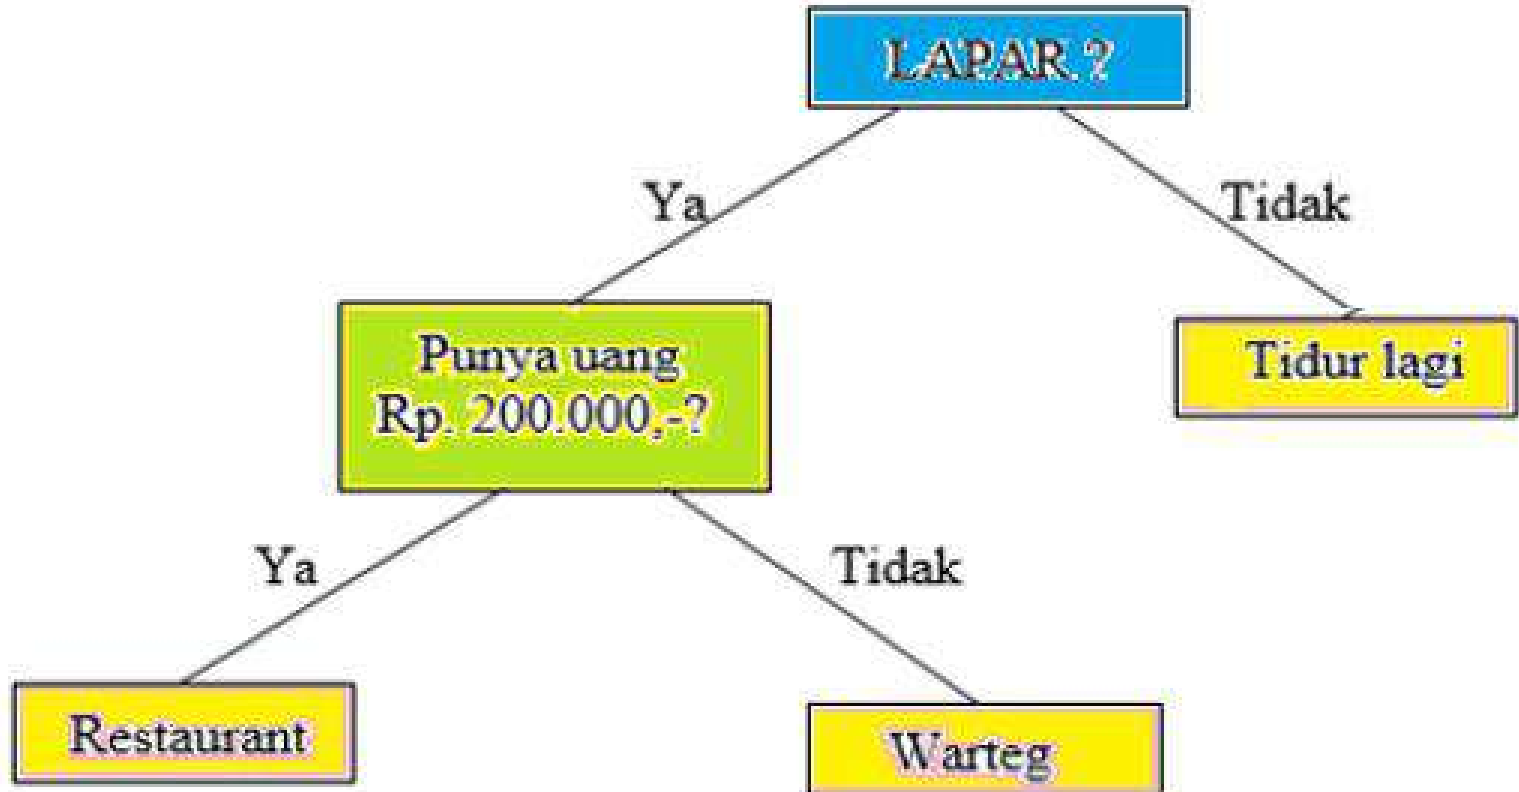 LAPAR ?
Ya
Tidak
Punya uang
Rp. 200.000,-?
Tidur lagi
Ya
Tidak
Restaurant
Warteg